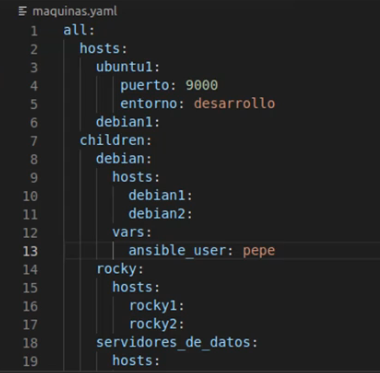 maquinas.yaml
1 all:
2   hosts:
3     ubuntu1:
4       puerto: 9000
5       entorno: desarrollo
6     debian1:
7   children:
8     debian:
9       hosts:
10         debian1:
11         debian2:
12       vars:
13         ansible_user: pepe
14     rocky:
15       hosts:
16         rocky1:
17         rocky2:
18     servidores_de_datos:
19       hosts: